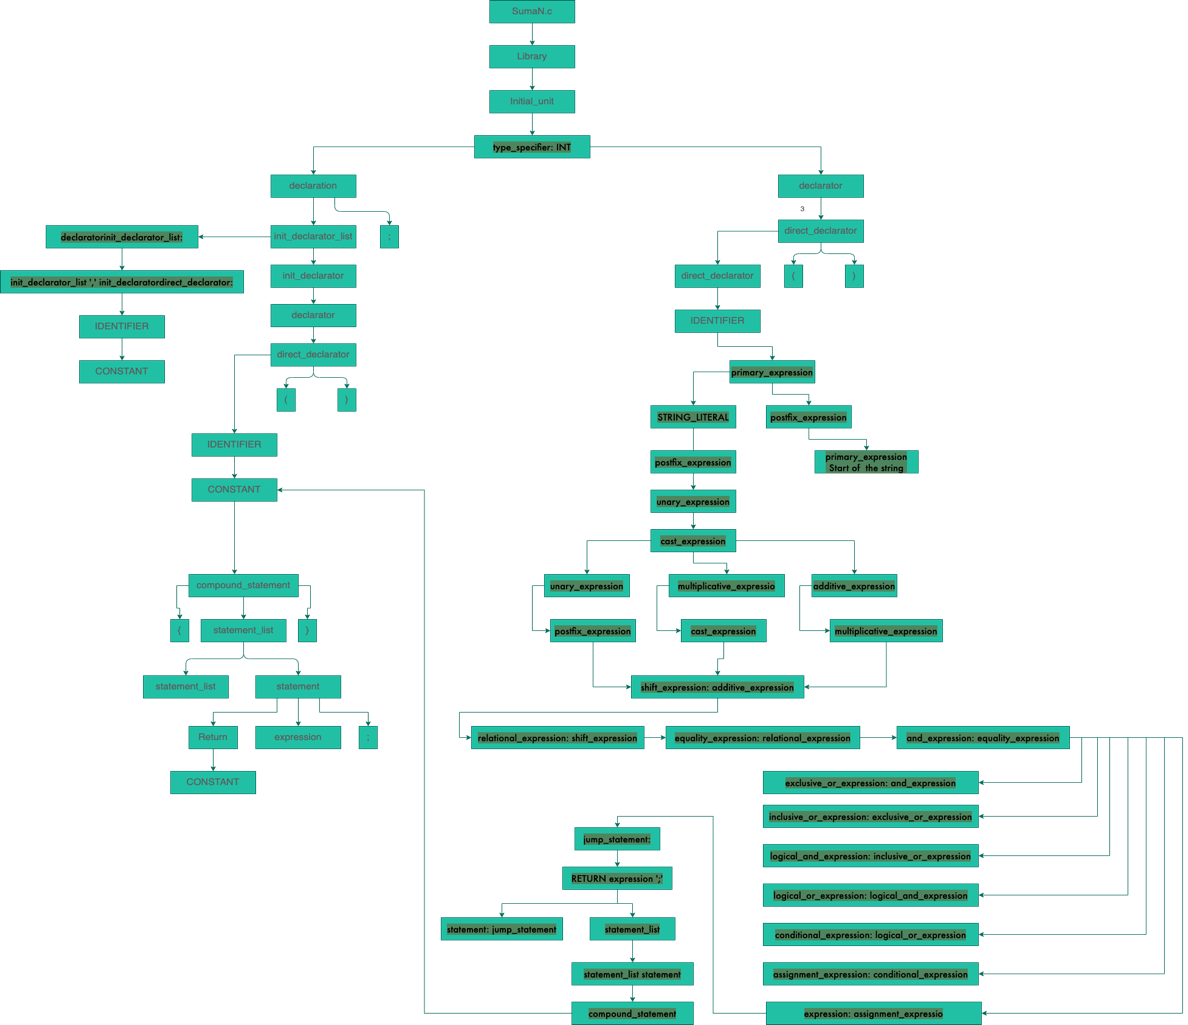 SumaN.c
Library
Initial_unit
type_specifier: INT
declaration
declarator
3
declaratorinit_declarator_list:
init_declarator_list
;
direct_declarator
init_declarator_list ',' init_declaratordirect_declarator:
init_declarator
direct_declarator
(
)
IDENTIFIER
declarator
IDENTIFIER
CONSTANT
direct_declarator
primary_expression
(
)
STRING_LITERAL
postfix_expression
IDENTIFIER
postfix_expression
primary_expression
Start of the string
CONSTANT
unary_expression
cast_expression
compound_statement
unary_expression
multiplicative_expressio
additive_expression
{
statement_list
}
postfix_expression
cast_expression
multiplicative_expression
statement_list
statement
shift_expression: additive_expression
Return
expression
;
relational_expression: shift_expression
equality_expression: relational_expression
and_expression: equality_expression
CONSTANT
exclusive_or_expression: and_expression
inclusive_or_expression: exclusive_or_expression
jump_statement:
logical_and_expression: inclusive_or_expression
RETURN expression ';'
logical_or_expression: logical_and_expression
statement: jump_statement
statement_list
conditional_expression: logical_or_expression
statement_list statement
assignment_expression: conditional_expression
compound_statement
expression: assignment_expressio